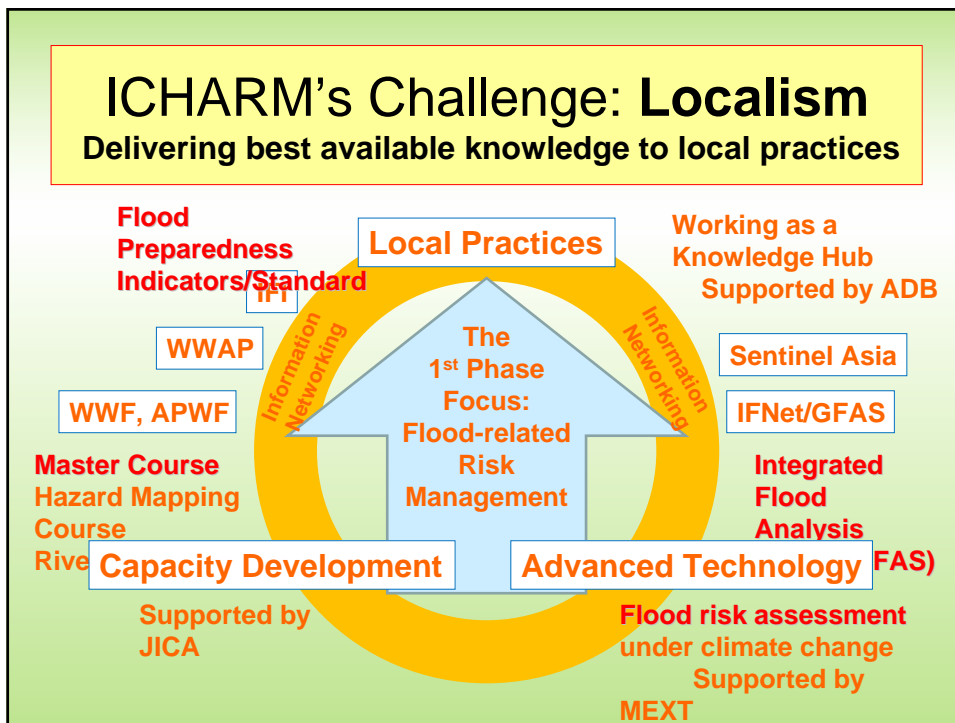 ICHARM's Challenge: Localism
Delivering best available knowledge to local practices
Flood
Preparedness
Indicators/Standard
IFI
WWAP
WWF, APWF
Local Practices
Working as a
Knowledge Hub
Supported by ADB
Information
Networking
Information
Networking
The
1st Phase
Focus:
Flood-related
Risk
Management
Sentinel Asia
IFNet/GFAS
Master Course
Hazard Mapping
Course
Integrated
Flood
Analysis
FAS)
Capacity Development
Advanced Technology
Supported by
JICA
Flood risk assessment
under climate change
Supported by
MEXT